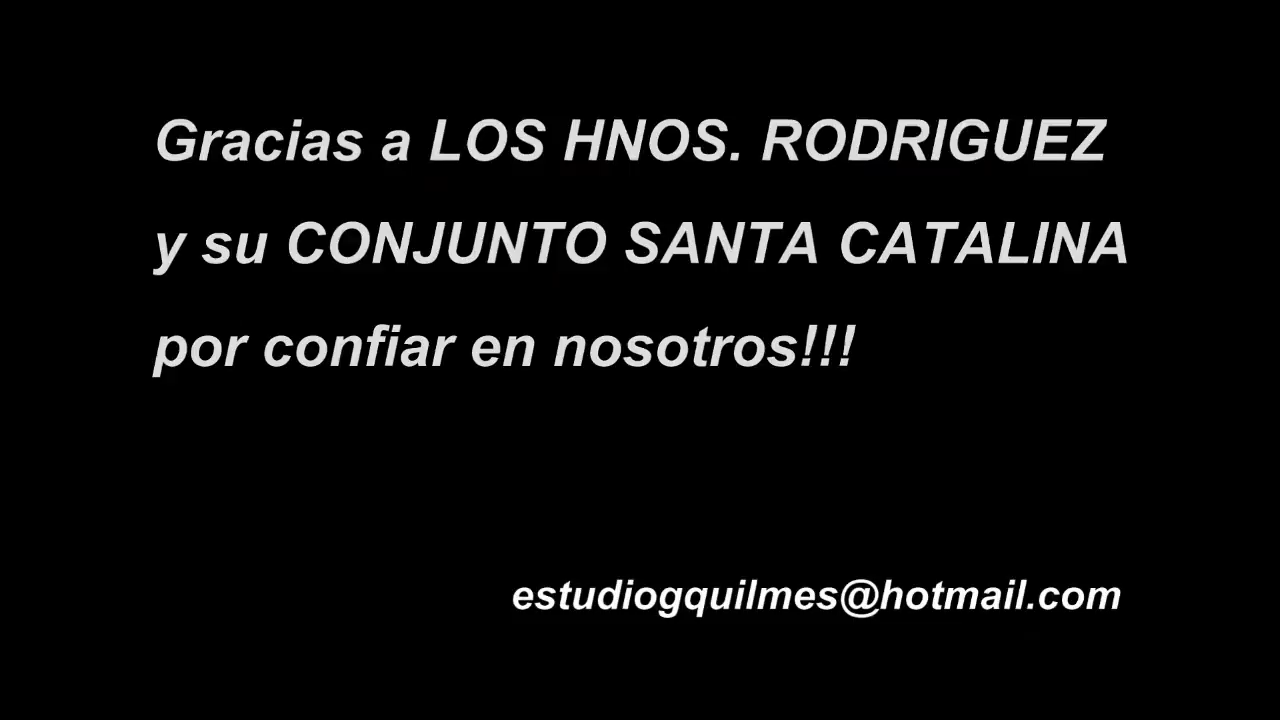 Gracias a LOS HNOS. RODRIGUEZ
y su CONJUNTO SANTA CATALINA
por confiar en nosotros!!!
estudiogquilmes@hotmail.com